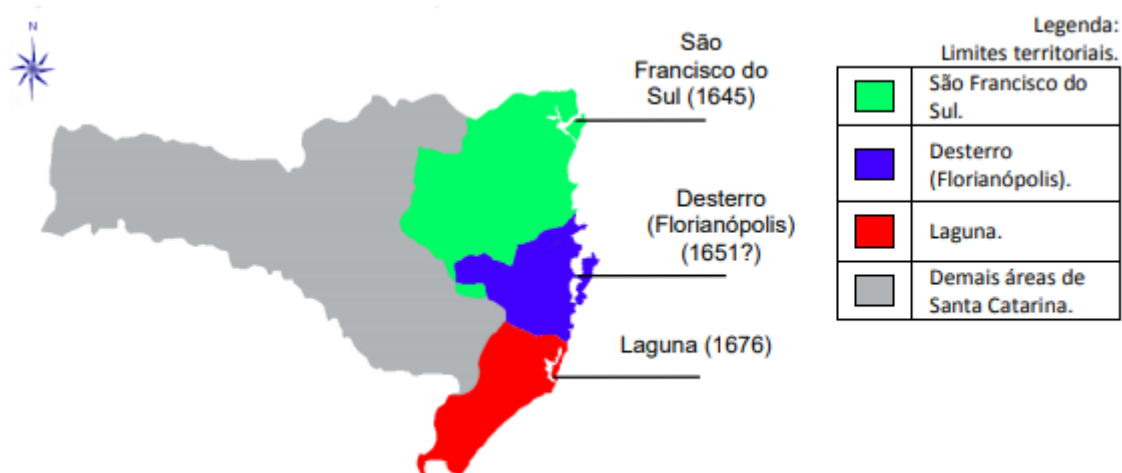 N
São
Francisco do
Sul (1645)
Desterro
(Florianópolis)
(1651?)
Laguna (1676)
Legenda:
Limites territoriais.
São Francisco do
Sul.
Desterro
(Florianópolis).
Laguna.
Demais áreas de
Santa Catarina.